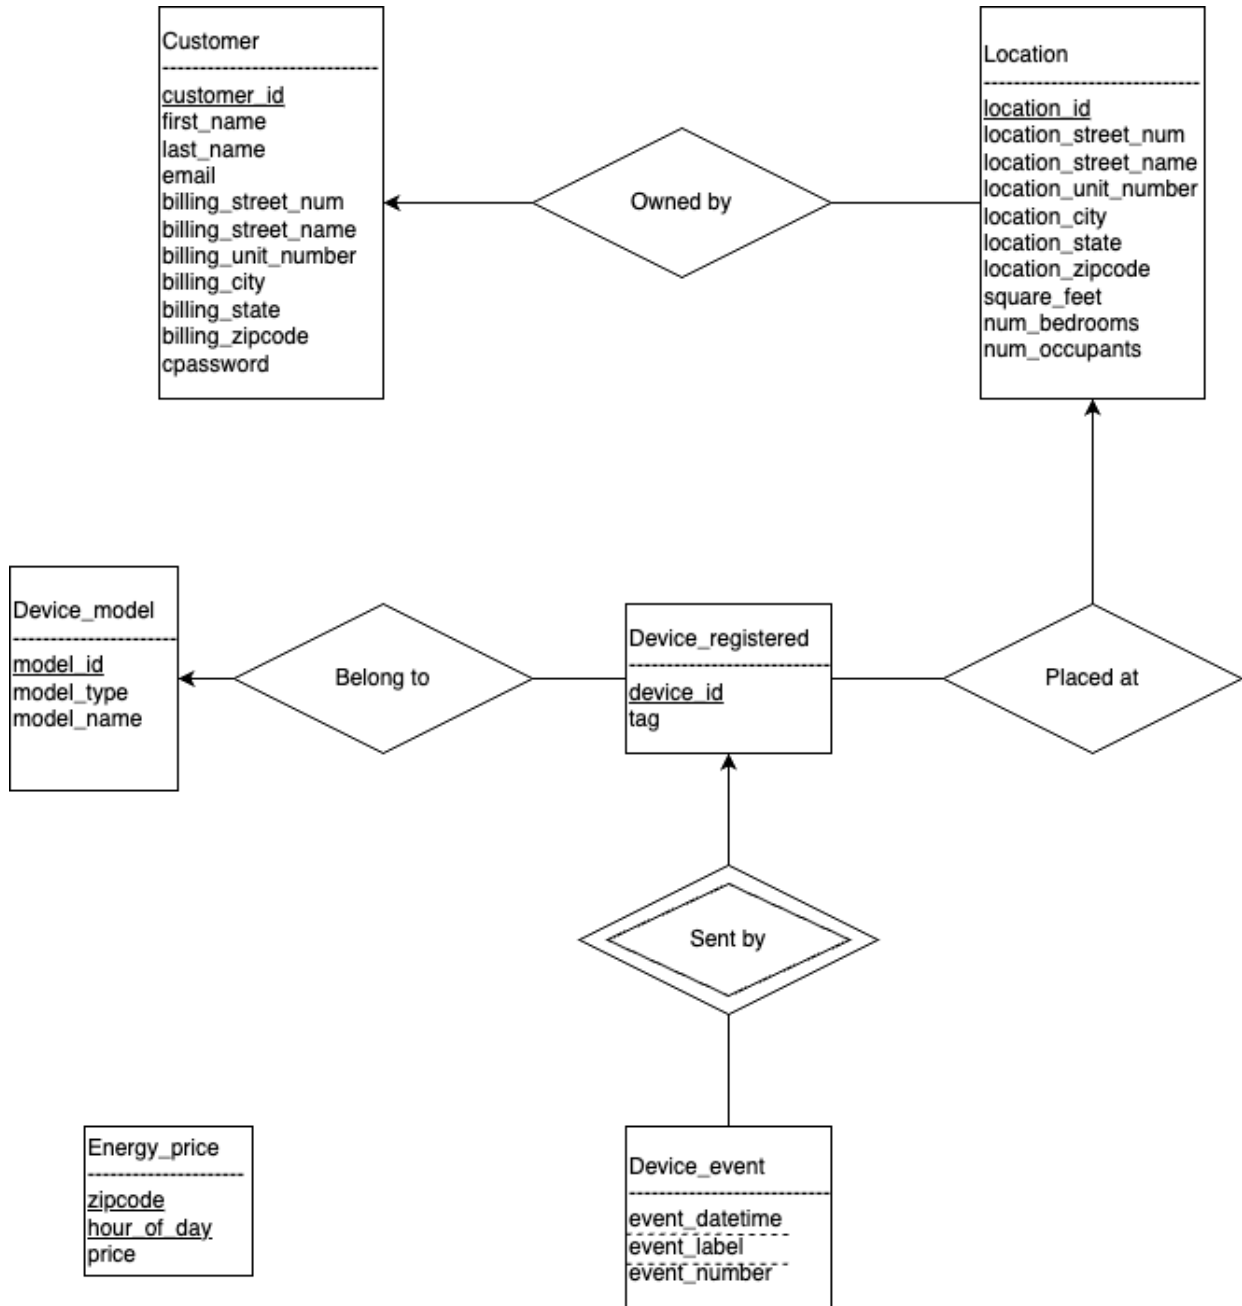 Customer
customer_id
first_name
last_name
email
billing_street_num
billing_street_name
billing_unit_number
billing_city
billing_state
billing_zipcode
cpassword
Owned by
Location
location_id
location_street_num
location_street_name
location_unit_number
location_city
location_state
location_zipcode
square_feet
num_bedrooms
num_occupants
Device_model
model_id
model_type
model_name
Belong to
Device_registered
device_id
tag
Placed at
Sent by
Energy_price
zipcode
hour_of_day
price
Device_event
event_datetime
event_label
event_number